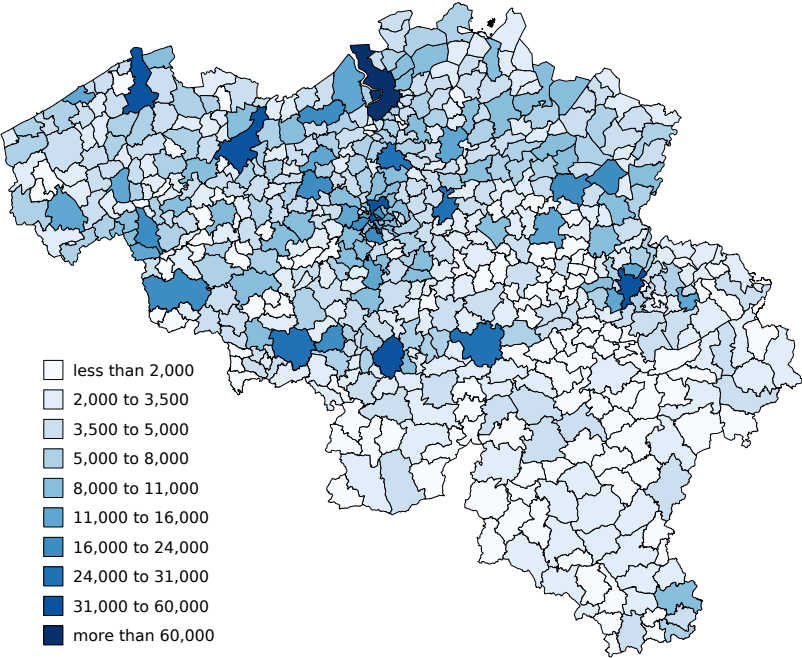 less than 2,000
2,000 to 3,500
3,500 to 5,000
5,000 to 8,000
8,000 to 11,000
11,000 to 16,000
16,000 to 24,000
24,000 to 31,000
31,000 to 60,000
more than 60,000